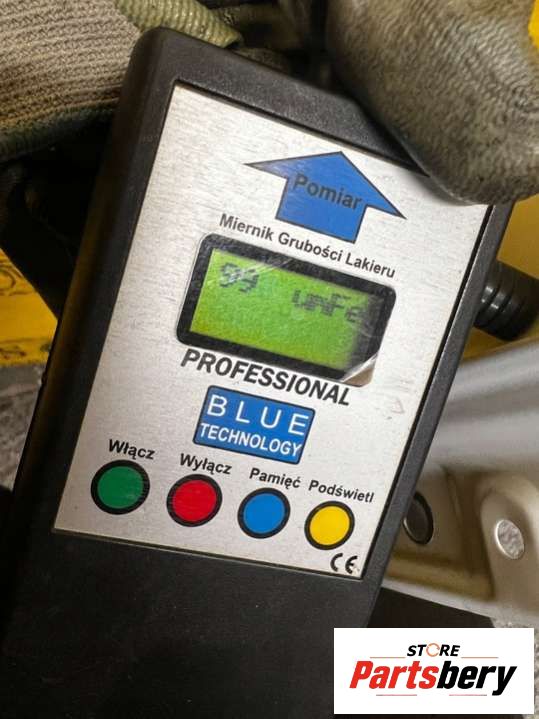 Pomiar
Miernik Grubości Lakieru
99 umFe
PROFESSIONAL
BLUE
TECHNOLOGY
Włącz
Wyłącz
Pamięć
Podświetl
CE
STORE
Partsbery